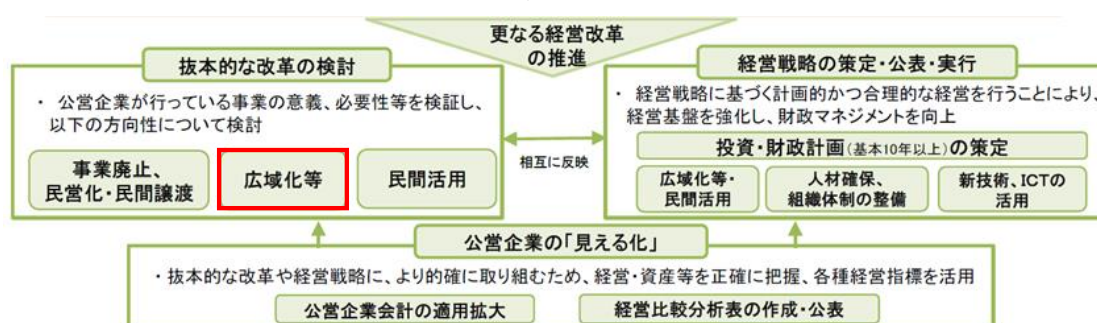 更なる経営改革
の推進
抜本的な改革の検討
・ 公営企業が行っている事業の意義、必要性等を検証し、
以下の方向性について検討
事業廃止、
民営化・民間譲渡
広域化等
民間活用
相互に反映
経営戦略の策定・公表・実行
・ 経営戦略に基づく計画的かつ合理的な経営を行うことにより、
経営基盤を強化し、財政マネジメントを向上
投資・財政計画(基本10年以上)の策定
広域化等・
民間活用
人材確保、
組織体制の整備
新技術、ICTの
活用
公営企業の「見える化」
・抜本的な改革や経営戦略に、より的確に取り組むため、経営・資産等を正確に把握、各種経営指標を活用
公営企業会計の適用拡大
経営比較分析表の作成・公表